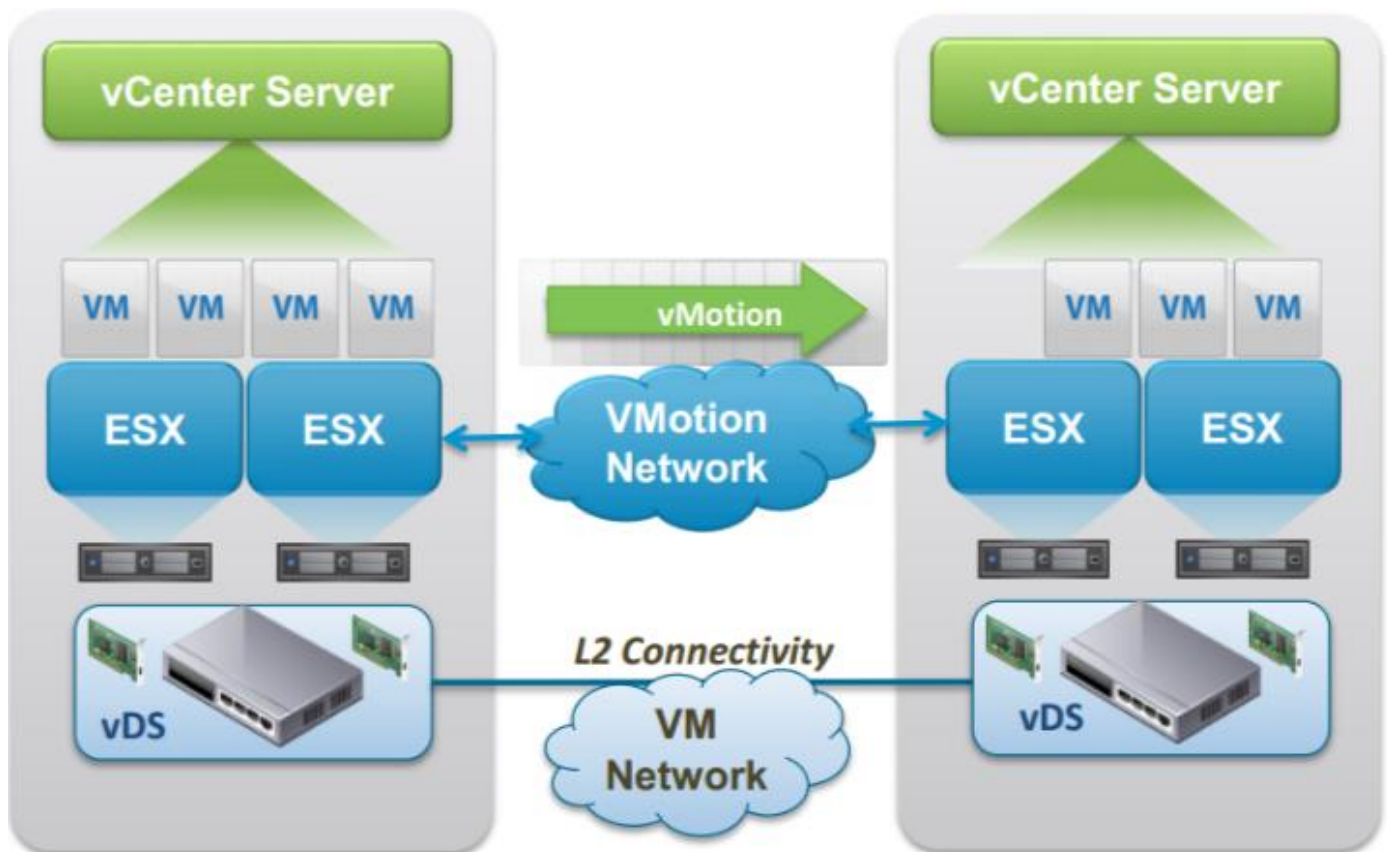 vCenter Server
vCenter Server
VM VM VM VM
vMotion
VM VM VM
ESX ESX
VMotion
Network
ESX ESX
L2 Connectivity
vDS
VM
Network
vDS